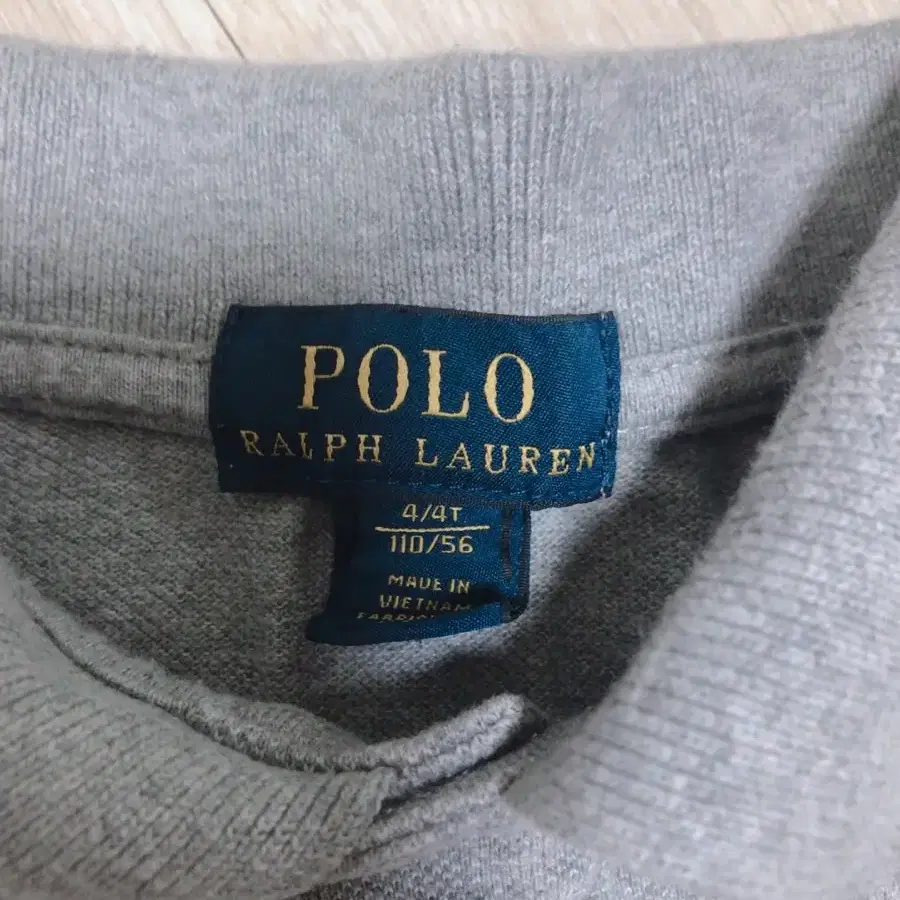 POLO
RALPH LAUREN
4/4T
110/56
MADE IN
VIETNAM